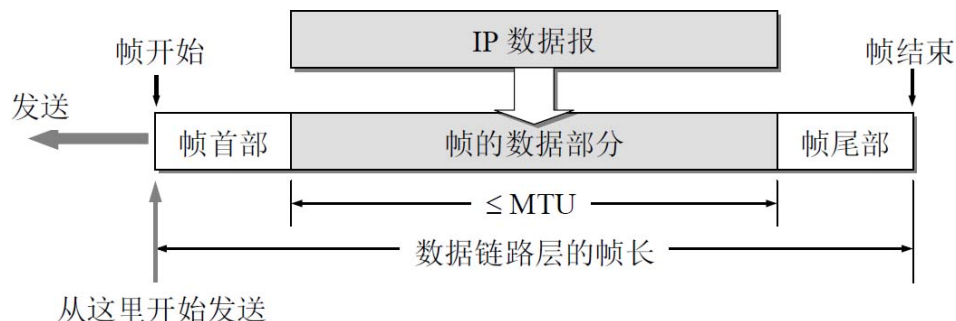 IP 数据报
帧开始
帧结束
发送
帧首部
帧的数据部分
帧尾部
≤ MTU
数据链路层的帧长
从这里开始发送